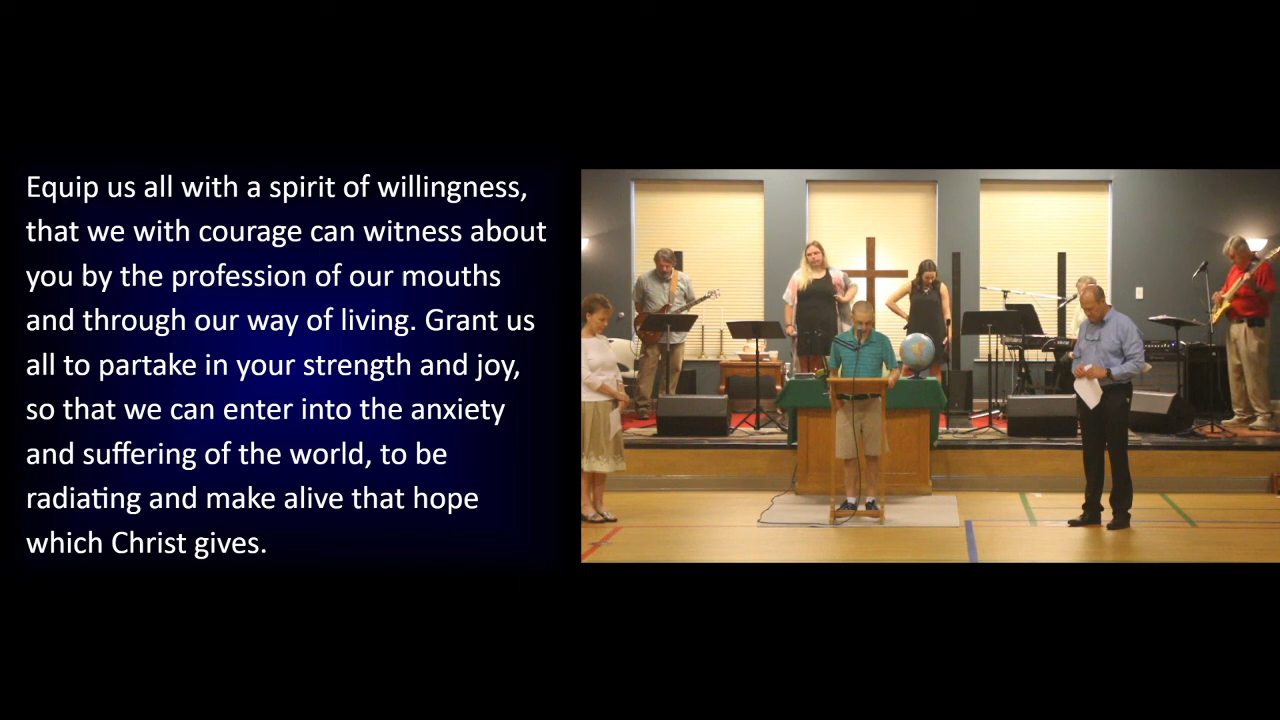 Equip us all with a spirit of willingness,
that we with courage can witness about
you by the profession of our mouths
and through our way of living. Grant us
all to partake in your strength and joy,
so that we can enter into the anxiety
and suffering of the world, to be
radiating and make alive that hope
which Christ gives.